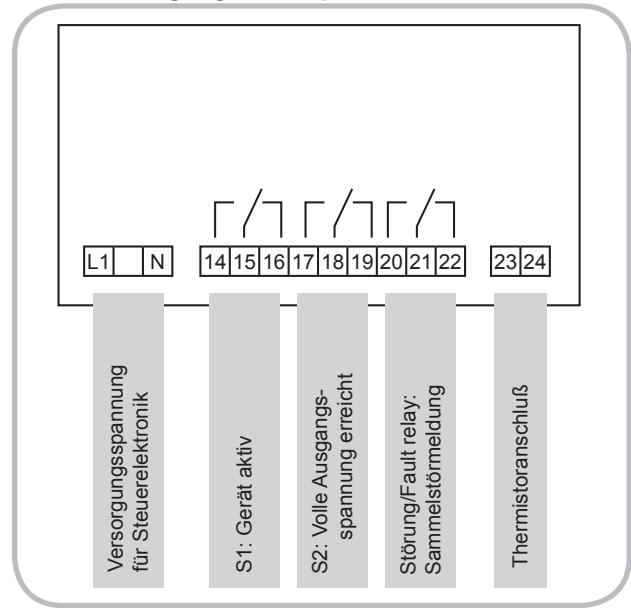 L1 N 14 15 16 17 18 19 20 21 22 23 24
Versorgungsspannung
für Steuerelektronik
S1: Gerät aktiv
S2: Volle Ausgangs-
spannung erreicht
Störung/Fault relay:
Sammelstörmeldung
Thermistoranschluß